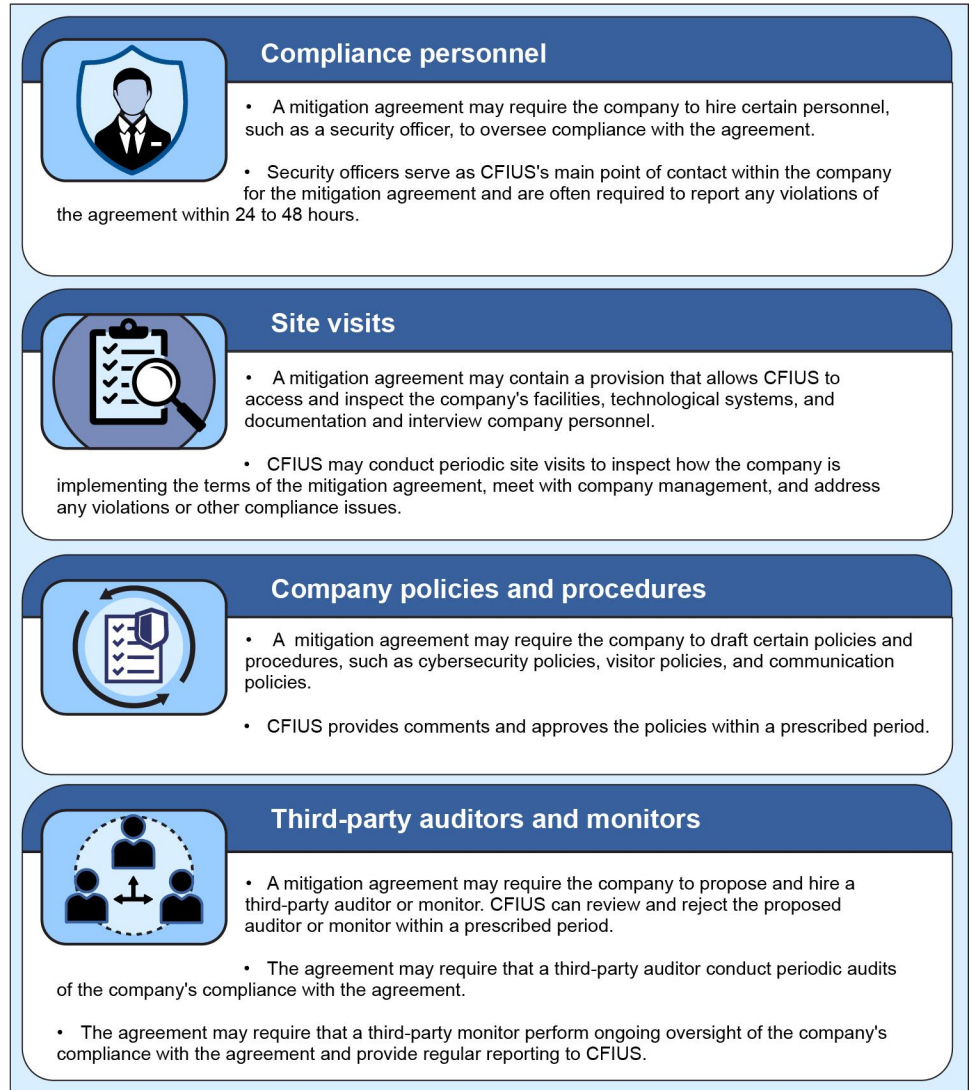 Compliance personnel
• A mitigation agreement may require the company to hire certain personnel,
such as a security officer, to oversee compliance with the agreement.
• Security officers serve as CFIUS's main point of contact within the company
for the mitigation agreement and are often required to report any violations of
the agreement within 24 to 48 hours.
Site visits
• A mitigation agreement may contain a provision that allows CFIUS to
access and inspect the company's facilities, technological systems, and
documentation and interview company personnel.
• CFIUS may conduct periodic site visits to inspect how the company is
implementing the terms of the mitigation agreement, meet with company management, and address
any violations or other compliance issues.
Company policies and procedures
• A mitigation agreement may require the company to draft certain policies and
procedures, such as cybersecurity policies, visitor policies, and communication
policies.
• CFIUS provides comments and approves the policies within a prescribed period.
Third-party auditors and monitors
• A mitigation agreement may require the company to propose and hire a
third-party auditor or monitor. CFIUS can review and reject the proposed
auditor or monitor within a prescribed period.
• The agreement may require that a third-party auditor conduct periodic audits
of the company's compliance with the agreement.
• The agreement may require that a third-party monitor perform ongoing oversight of the company's
compliance with the agreement and provide regular reporting to CFIUS.